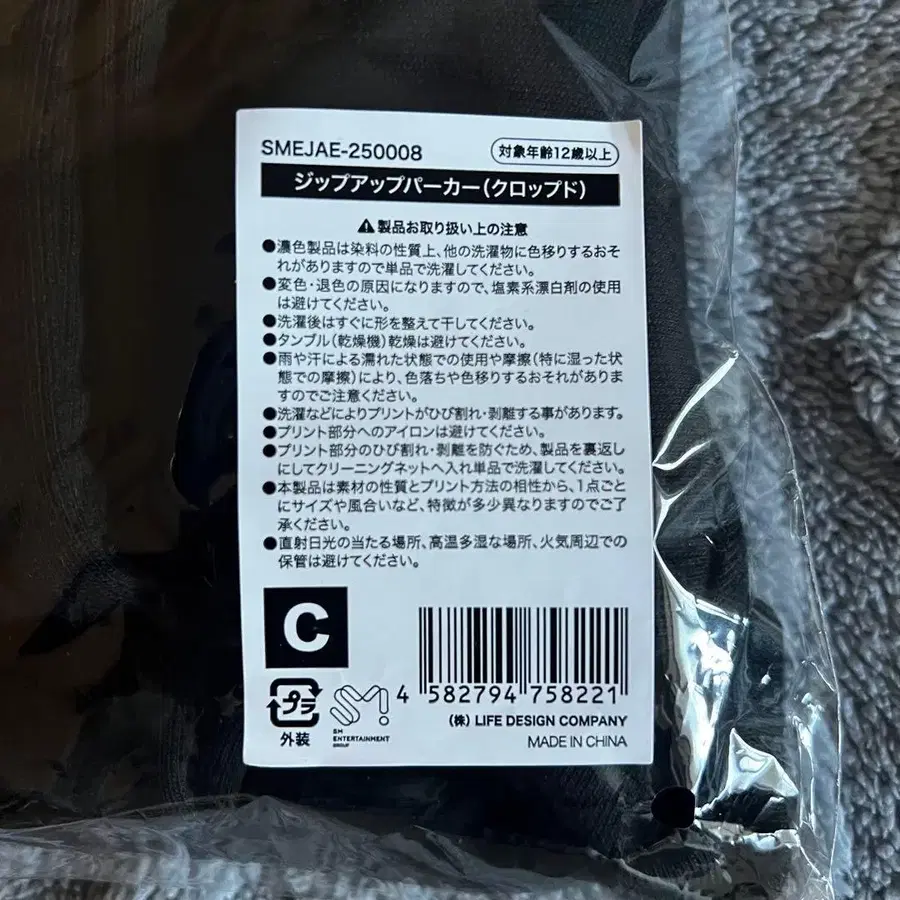 SMEJAE-250008
対象年齢12歳以上
ジップアップパーカー(クロップド)
⚠製品お取り扱い上の注意
●濃色製品は染料の性質上、他の洗濯物に色移りするおそ
れがありますので単品で洗濯してください。
●変色・退色の原因になりますので、塩素系漂白剤の使用
は避けてください。
●洗濯後はすぐに形を整えて干してください。
●タンブル(乾燥機)乾燥は避けてください。
●雨や汗による濡れた状態での使用や摩擦(特に湿った状
態での摩擦)により、色落ちや色移りするおそれがありま
すのでご注意ください。
●洗濯などによりプリントがひび割れ・剥離する事があります。
●プリント部分へのアイロンは避けてください。
●プリント部分のひび割れ・剥離を防ぐため、製品を裏返し
にしてクリーニングネットへ入れ単品で洗濯してください。
●本製品は素材の性質とプリント方法の相性から、1点ごと
にサイズや風合いなど、特徴が多少異なりますのでご了
承ください。
●直射日光の当たる場所、高温多湿な場所、火気周辺での
保管は避けてください。
C
プラ
外装
SM!
SM
ENTERTAINMENT
GROUP
4 582794 758221
(株) LIFE DESIGN COMPANY
MADE IN CHINA